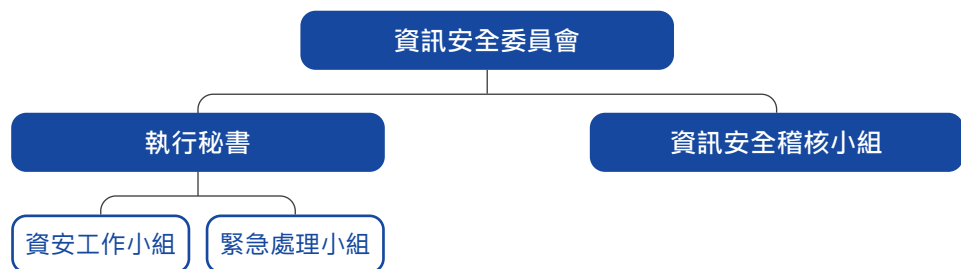 資訊安全委員會
執行秘書
資訊安全稽核小組
資安工作小組
緊急處理小組